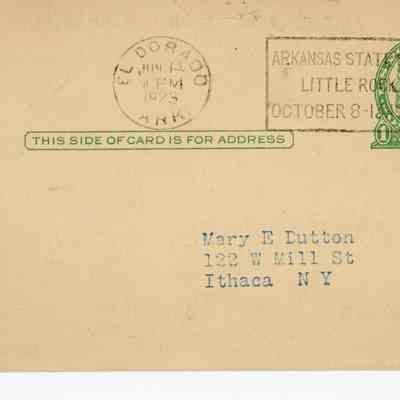 EL DORADO
JUN 13
PM
1925
ARK.
ARKANSAS STATE
LITTLE ROCK
OCTOBER 8-1
THIS SIDE OF CARD IS FOR ADDRESS
1
Mary E Dutton
122 W Mill St
Ithaca N Y